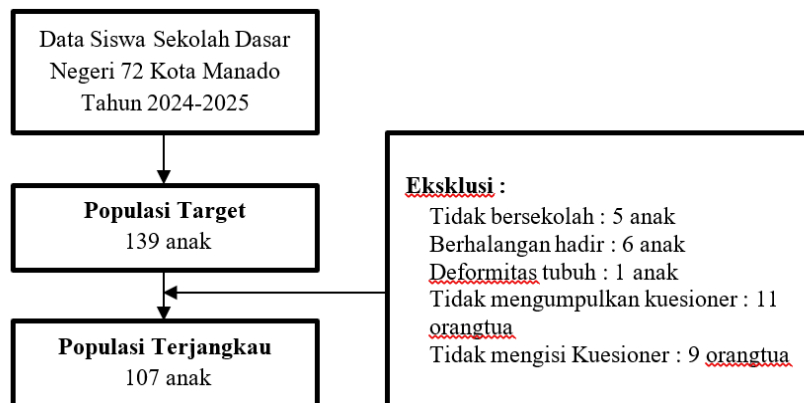 Data Siswa Sekolah Dasar
Negeri 72 Kota Manado
Tahun 2024-2025
Populasi Target
139 anak
Eksklusi :
Tidak bersekolah : 5 anak
Berhalangan hadir : 6 anak
Deformitas tubuh : 1 anak
Tidak mengumpulkan kuesioner : 11
orangtua
Tidak mengisi Kuesioner : 9 orangtua
Populasi Terjangkau
107 anak